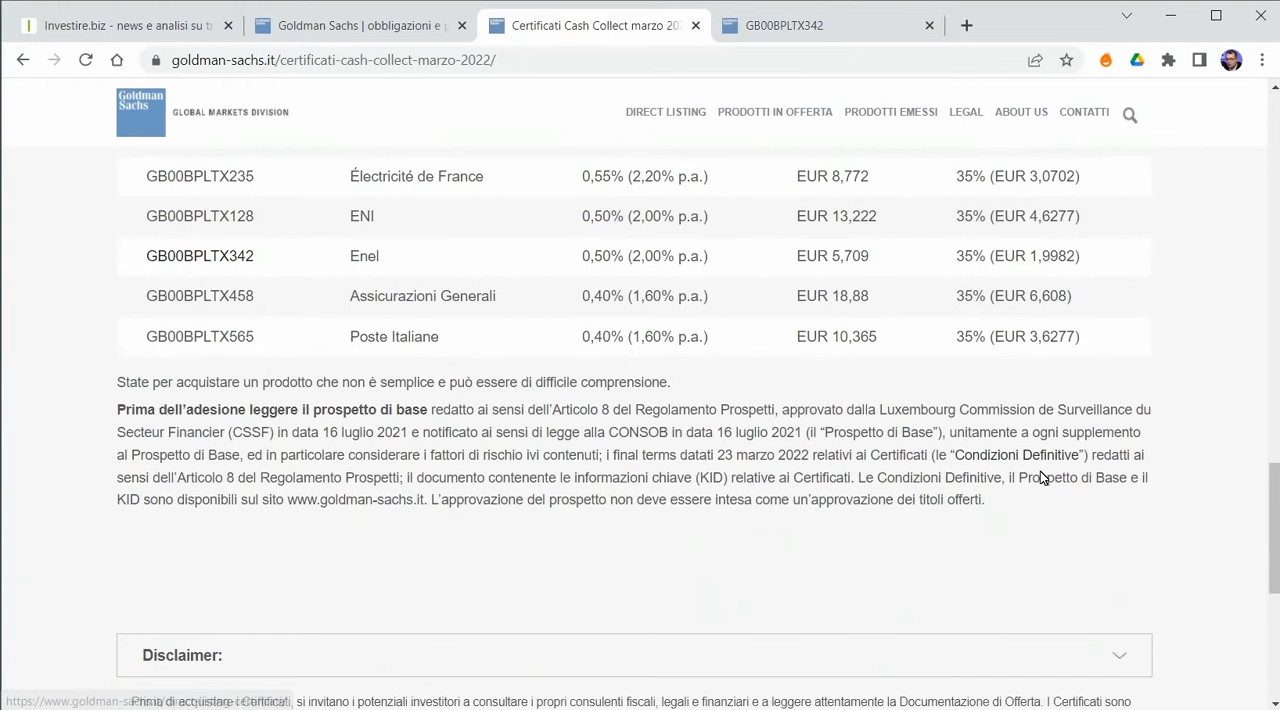 Investire.biz - news e analisi su tr
Goldman Sachs | obbligazioni e p
Certificati Cash Collect marzo 202
GB00BPLTX342
goldman-sachs.it/certificati-cash-collect-marzo-2022/
Goldman
Sachs
GLOBAL MARKETS DIVISION
DIRECT LISTING PRODOTTI IN OFFERTA PRODOTTI EMESSI LEGAL ABOUT US CONTATTI
GB00BPLTX235 Électricité de France 0,55% (2,20% p.a.) EUR 8,772 35% (EUR 3,0702)
GB00BPLTX128 ENI 0,50% (2,00% p.a.) EUR 13,222 35% (EUR 4,6277)
GB00BPLTX342 Enel 0,50% (2,00% p.a.) EUR 5,709 35% (EUR 1,9982)
GB00BPLTX458 Assicurazioni Generali 0,40% (1,60% p.a.) EUR 18,88 35% (EUR 6,608)
GB00BPLTX565 Poste Italiane 0,40% (1,60% p.a.) EUR 10,365 35% (EUR 3,6277)
State per acquistare un prodotto che non è semplice e può essere di difficile comprensione.
Prima dell’adesione leggere il prospetto di base redatto ai sensi dell’Articolo 8 del Regolamento Prospetti, approvato dalla Luxembourg Commission de Surveillance du
Secteur Financier (CSSF) in data 16 luglio 2021 e notificato ai sensi di legge alla CONSOB in data 16 luglio 2021 (il “Prospetto di Base”), unitamente a ogni supplemento
al Prospetto di Base, ed in particolare considerare i fattori di rischio ivi contenuti; i final terms datati 23 marzo 2022 relativi ai Certificati (le “Condizioni Definitive”) redatti ai
sensi dell’Articolo 8 del Regolamento Prospetti; il documento contenente le informazioni chiave (KID) relative ai Certificati. Le Condizioni Definitive, il Prospetto di Base e il
KID sono disponibili sul sito www.goldman-sachs.it. L’approvazione del prospetto non deve essere intesa come un’approvazione dei titoli offerti.
Disclaimer:
Prima di acquistare i Certificati, si invitano i potenziali investitori a consultare i propri consulenti fiscali, legali e finanziari e a leggere attentamente la Documentazione di Offerta. I Certificati sono